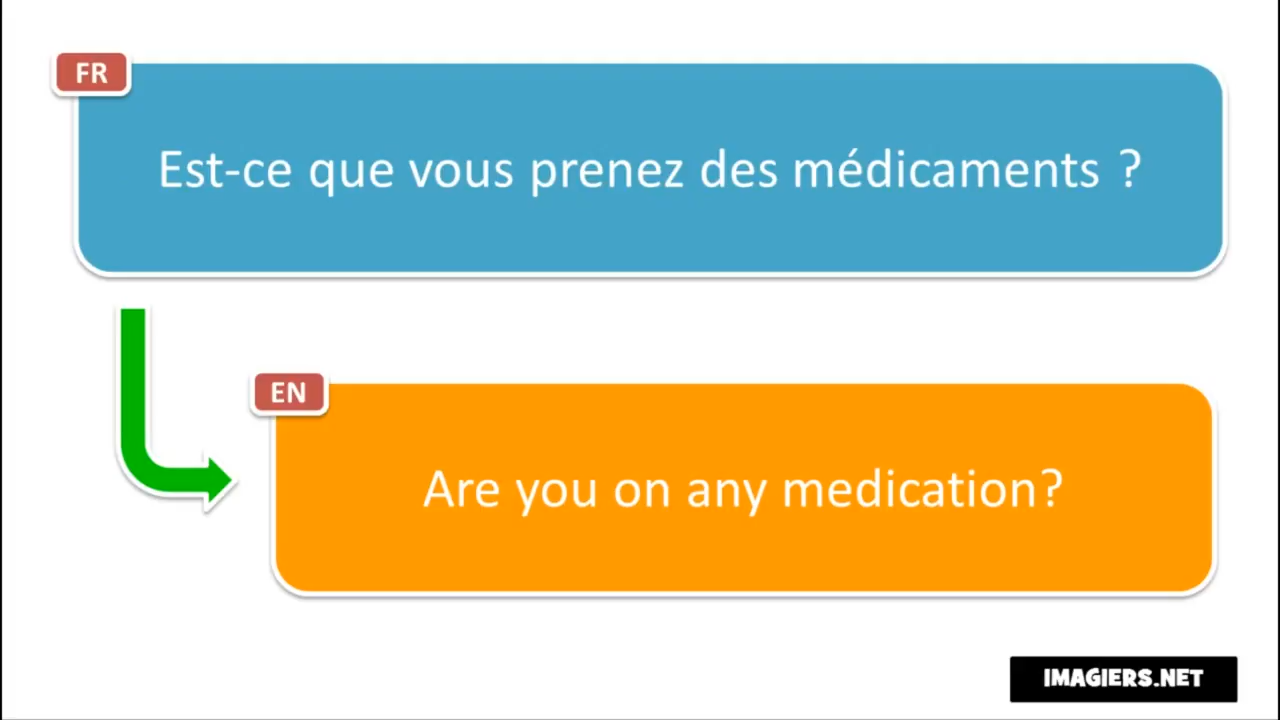 FR
Est-ce que vous prenez des médicaments ?
EN
Are you on any medication?
IMAGIERS.NET